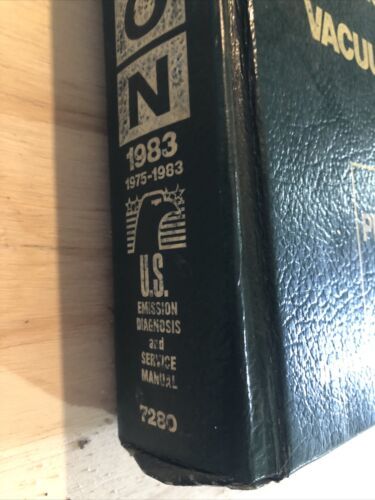 O
N
1983
1975-1983
U.S.
EMISSION
DIAGNOSIS
and
SERVICE
MANUAL
7280
VACU